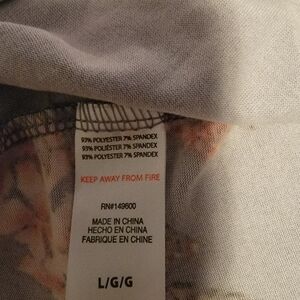 93% POLYESTER 7% SPANDEX
93% POLIÉSTER 7% SPANDEX
93% POLYESTER 7% SPANDEX
KEEP AWAY FROM FIRE
RN#149600
MADE IN CHINA
HECHO EN CHINA
FABRIQUE EN CHINE
L/G/G